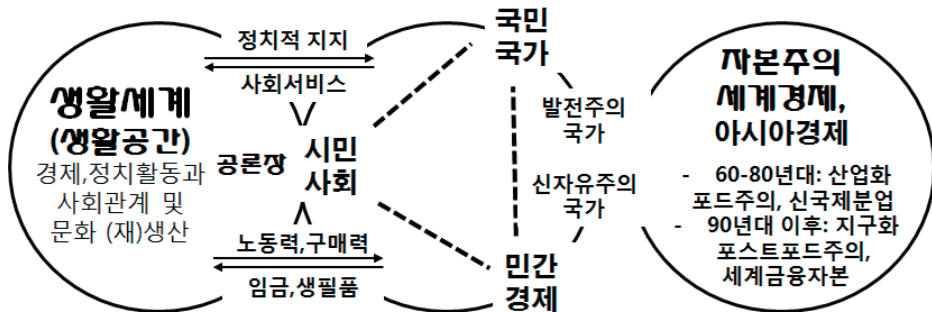 정치적 지지
사회서비스
생활세계
(생활공간)
경제,정치활동과
사회관계 및
문화 (재)생산
공론장
시민
사회
노동력,구매력
임금,생필품
국민
국가
발전주의
국가
신자유주의
국가
민간
경제
자본주의
세계경제,
아시아경제
- 60-80년대: 산업화
포드주의, 신국제분업
- 90년대 이후: 지구화
포스트포드주의,
세계금융자본